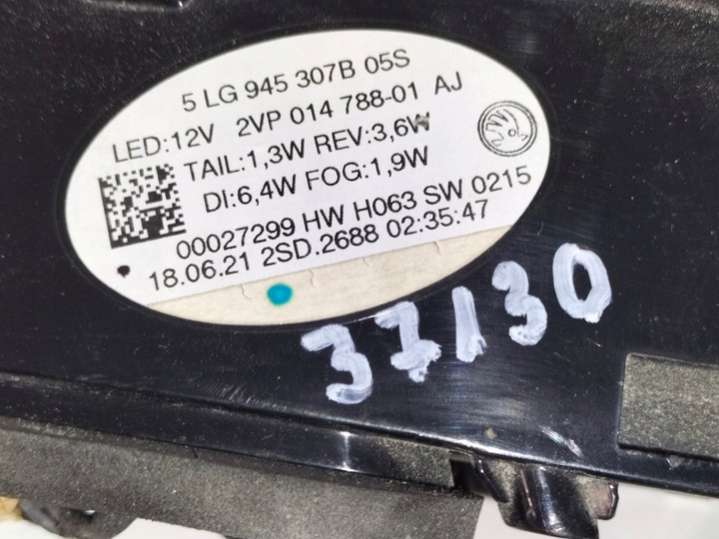 5 LG 945 307B 05S
LED:12V 2VP 014 788-01 AJ
TAIL:1,3W REV:3,6W
DI:6,4W FOG:1,9W
00027299 HW H063 SW 0215
18.06.21 2SD.2688 02:35:47
37130